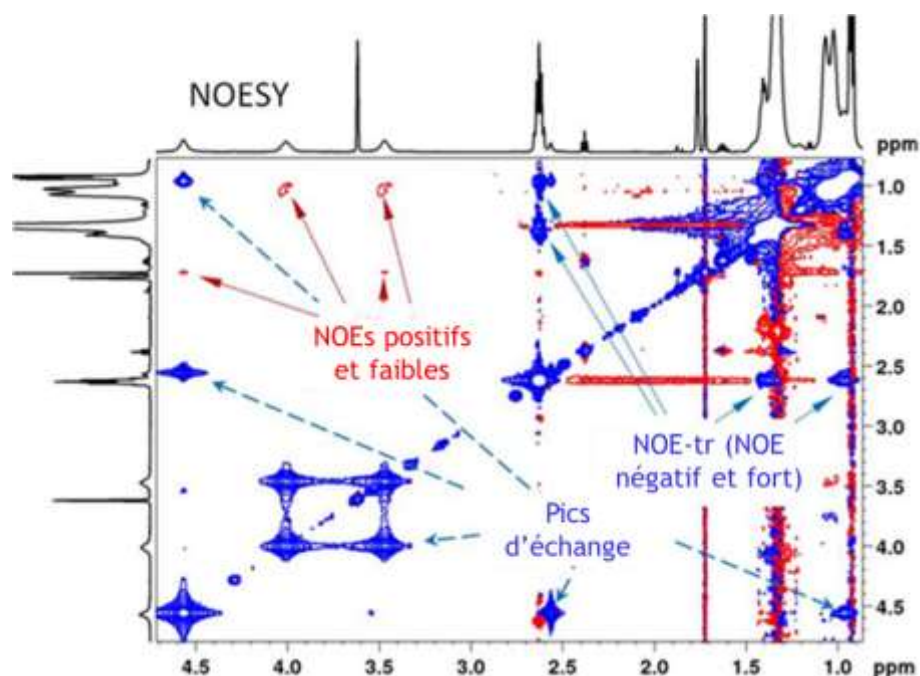 NOESY
ppm
1.0
1.5
NOEs positifs
et faibles
2.0
2.5
NOE-tr (NOE
négatif et fort)
3.0
Pics
d'échange
3.5
4.0
4.5
4.5 4.0 3.5 3.0 2.5 2.0 1.5 1.0 ppm